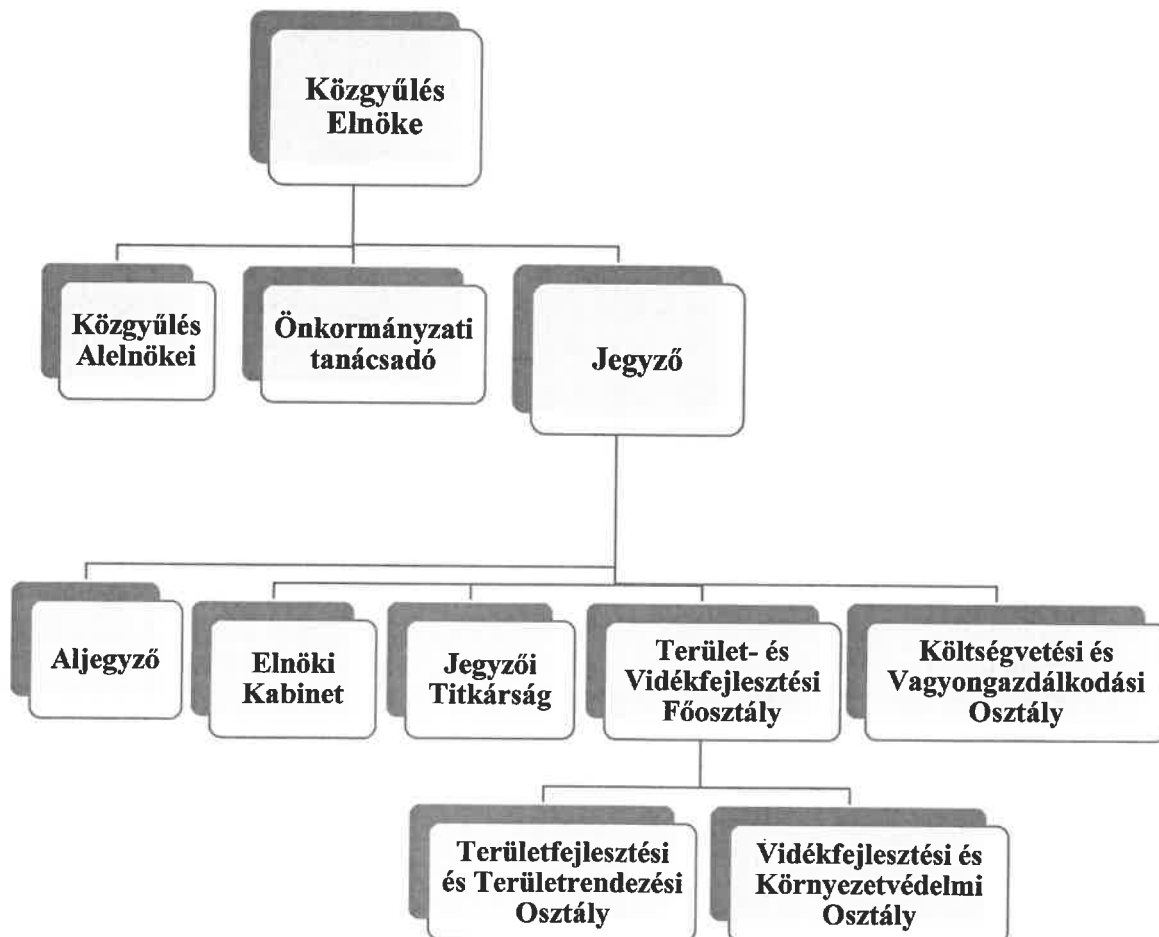 Közgyűlés
Elnöke
Közgyűlés
Alelnökei
Önkormányzati
tanácsadó
Jegyző
Aljegyző
Elnöki
Kabinet
Jegyzői
Titkárság
Terület- és
Vidékfejlesztési
Főosztály
Költségvetési és
Vagyongazdálkodási
Osztály
Területfejlesztési
és Területrendezési
Osztály
Vidékfejlesztési és
Környezetvédelmi
Osztály